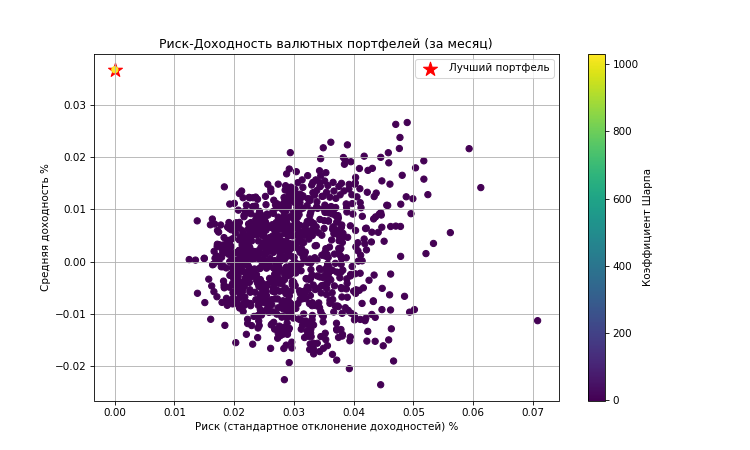 Риск-Доходность валютных портфелей (за месяц)
Лучший портфель
Средняя доходность %
0.03
0.02
0.01
0.00
−0.01
−0.02
0.00 0.01 0.02 0.03 0.04 0.05 0.06 0.07
Риск (стандартное отклонение доходностей) %
1000
800
600
400
200
0
Коэффициент Шарпа